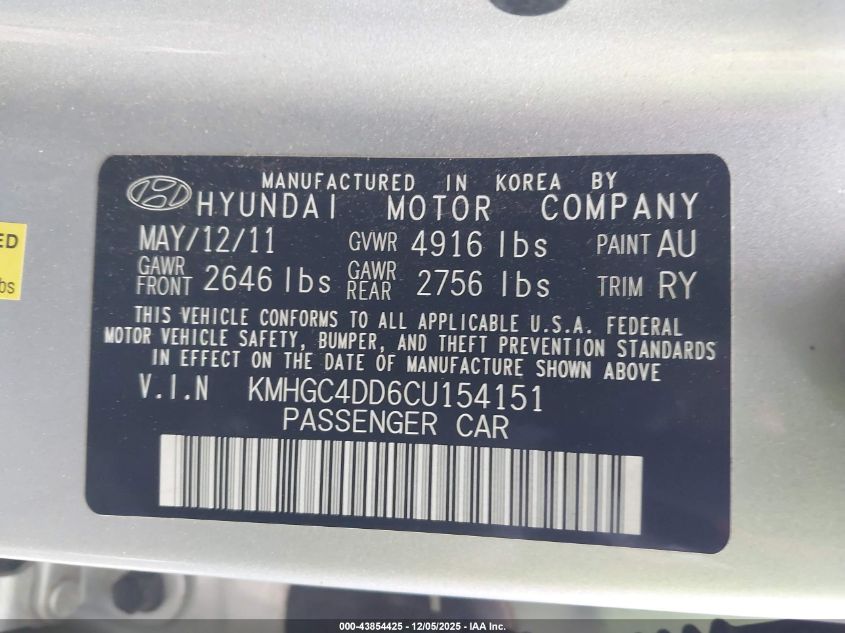 MANUFACTURED IN KOREA BY
HYUNDAI MOTOR COMPANY
MAY/12/11 GVWR 4916 lbs PAINT AU
GAWR FRONT 2646 lbs GAWR REAR 2756 lbs TRIM RY
THIS VEHICLE CONFORMS TO ALL APPLICABLE U.S.A. FEDERAL
MOTOR VEHICLE SAFETY, BUMPER, AND THEFT PREVENTION STANDARDS
IN EFFECT ON THE DATE OF MANUFACTURE SHOWN ABOVE
V.I.N KMHGC4DD6CU154151
PASSENGER CAR
ED
bs
000-43854425 - 12/05/2025 - IAA Inc.